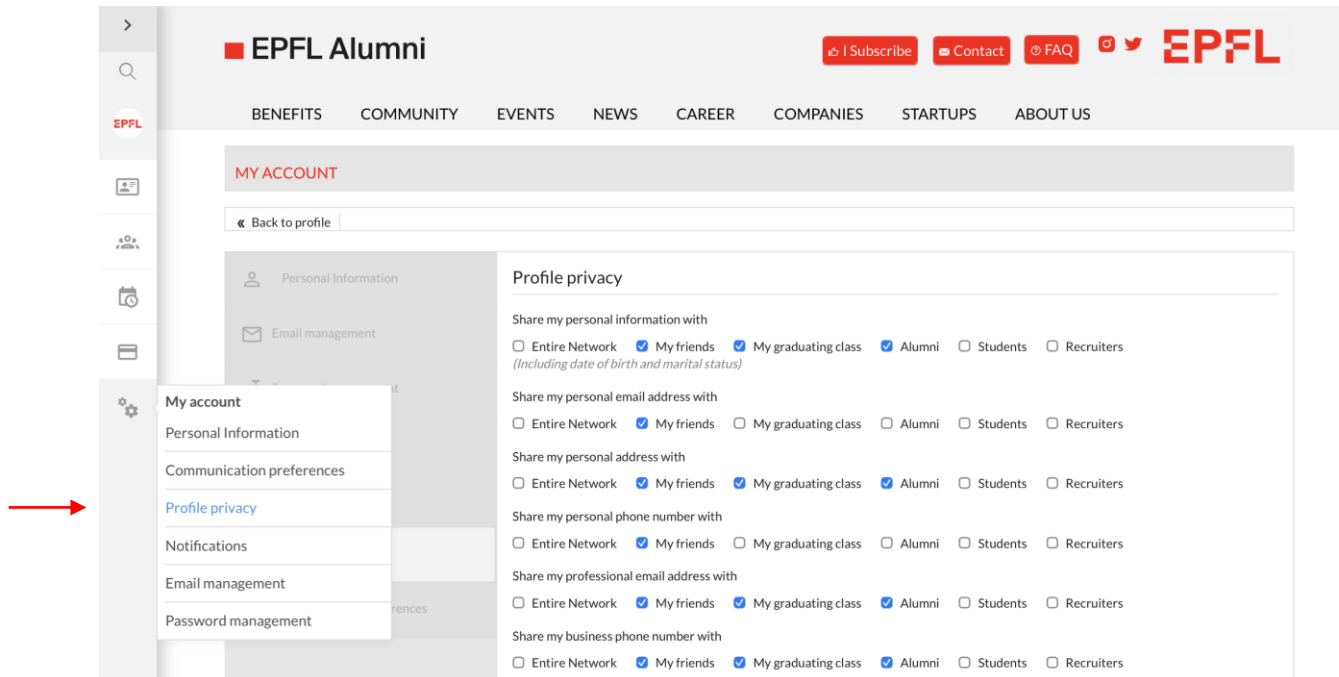 EPFL Alumni
I Subscribe
Contact
FAQ
EPFL
EPFL
BENEFITS COMMUNITY EVENTS NEWS CAREER COMPANIES STARTUPS ABOUT US
MY ACCOUNT
« Back to profile
Personal Information
Email management
My account
Personal Information
Communication preferences
Profile privacy
Notifications
Email management
Password management
Profile privacy
Share my personal information with
Entire Network My friends My graduating class Alumni Students Recruiters
(Including date of birth and marital status)
Share my personal email address with
Entire Network My friends My graduating class Alumni Students Recruiters
Share my personal address with
Entire Network My friends My graduating class Alumni Students Recruiters
Share my personal phone number with
Entire Network My friends My graduating class Alumni Students Recruiters
Share my professional email address with
Entire Network My friends My graduating class Alumni Students Recruiters
Share my business phone number with
Entire Network My friends My graduating class Alumni Students Recruiters